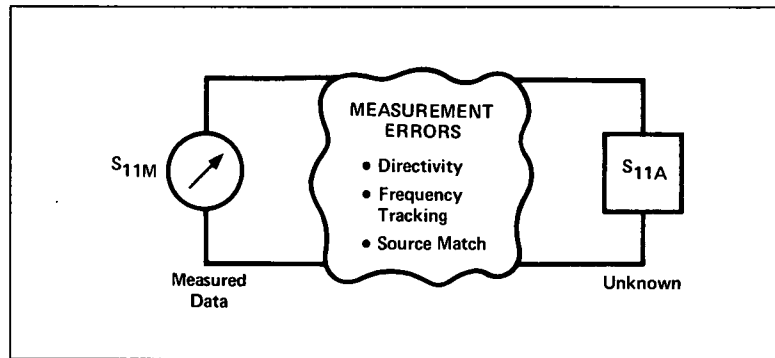 MEASUREMENT
ERRORS
• Directivity
• Frequency
Tracking
• Source Match
S11M
Measured
Data
S11A
Unknown